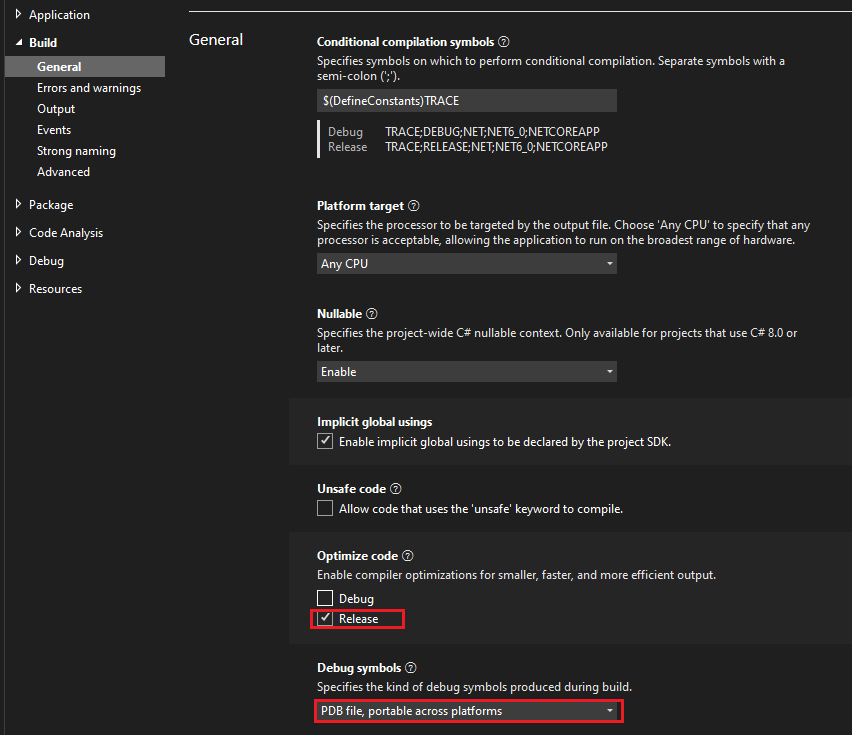 Application
Build
General
Errors and warnings
Output
Events
Strong naming
Advanced
Package
Code Analysis
Debug
Resources
General
Conditional compilation symbols ?
Specifies symbols on which to perform conditional compilation. Separate symbols with a
semi-colon (';').
$(DefineConstants)TRACE
Debug TRACE;DEBUG;NET;NET6_0;NETCOREAPP
Release TRACE;RELEASE;NET;NET6_0;NETCOREAPP
Platform target ?
Specifies the processor to be targeted by the output file. Choose 'Any CPU' to specify that any
processor is acceptable, allowing the application to run on the broadest range of hardware.
Any CPU
Nullable ?
Specifies the project-wide C# nullable context. Only available for projects that use C# 8.0 or
later.
Enable
Implicit global usings
Enable implicit global usings to be declared by the project SDK.
Unsafe code ?
Allow code that uses the 'unsafe' keyword to compile.
Optimize code ?
Enable compiler optimizations for smaller, faster, and more efficient output.
Debug
Release
Debug symbols ?
Specifies the kind of debug symbols produced during build.
PDB file, portable across platforms